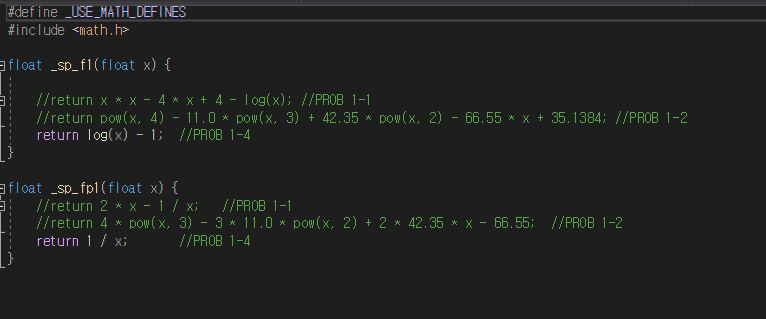 #define _USE_MATH_DEFINES
#include <math.h>
float _sp_f1(float x) {
//return x * x - 4 * x + 4 - log(x); //PROB 1-1
//return pow(x, 4) - 11.0 * pow(x, 3) + 42.35 * pow(x, 2) - 66.55 * x + 35.1384; //PROB 1-2
return log(x) - 1; //PROB 1-4
}
float _sp_fp1(float x) {
//return 2 * x - 1 / x; //PROB 1-1
//return 4 * pow(x, 3) - 3 * 11.0 * pow(x, 2) + 2 * 42.35 * x - 66.55; //PROB 1-2
return 1 / x; //PROB 1-4
}